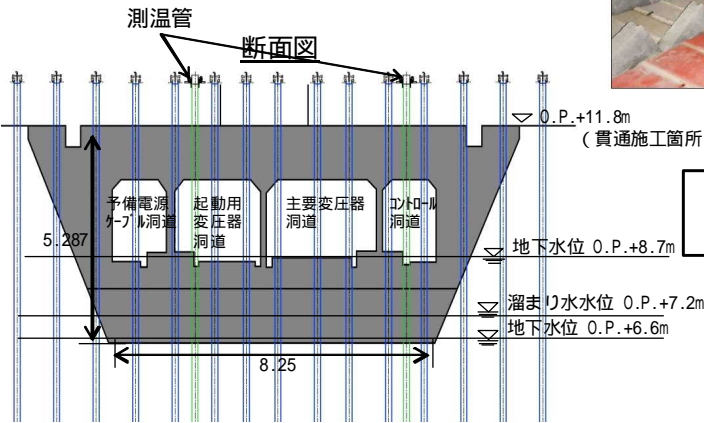 測温管
断面図
O.P.+11.8m
(貫通施工箇所
予備電源
ケーブル洞道
起動用
変圧器
洞道
主要変圧器
洞道
コントロール
洞道
5.287
地下水位 O.P.+8.7m
溜まり水水位 O.P.+7.2m
地下水位 O.P.+6.6m
8.25